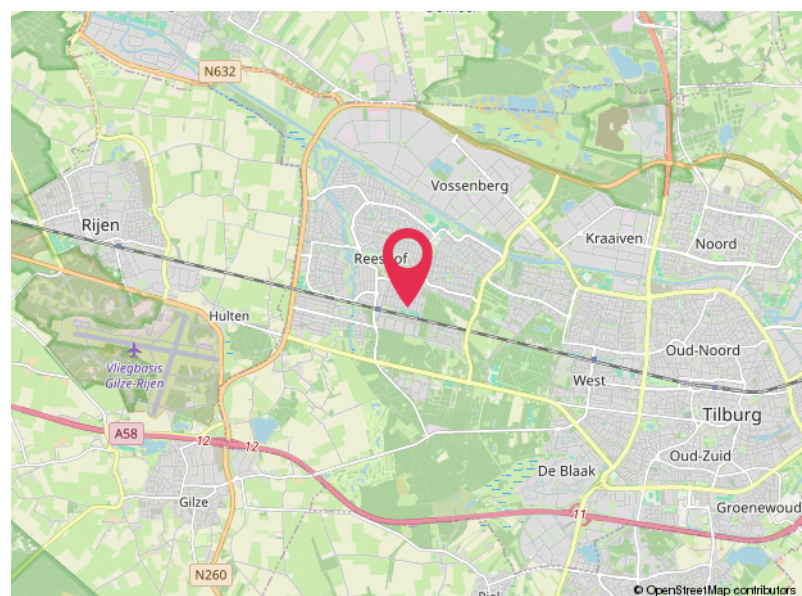 N632
Vossenberg
Rijen
Kraaiven
Noord
Hulten
Oud-Noord
Vliegbasis
Gilze-Rijen
West
Tilburg
A58
12
12
Oud-Zuid
De Blaak
Gilze
Groenewoud
11
N260
© OpenStreetMap contributors